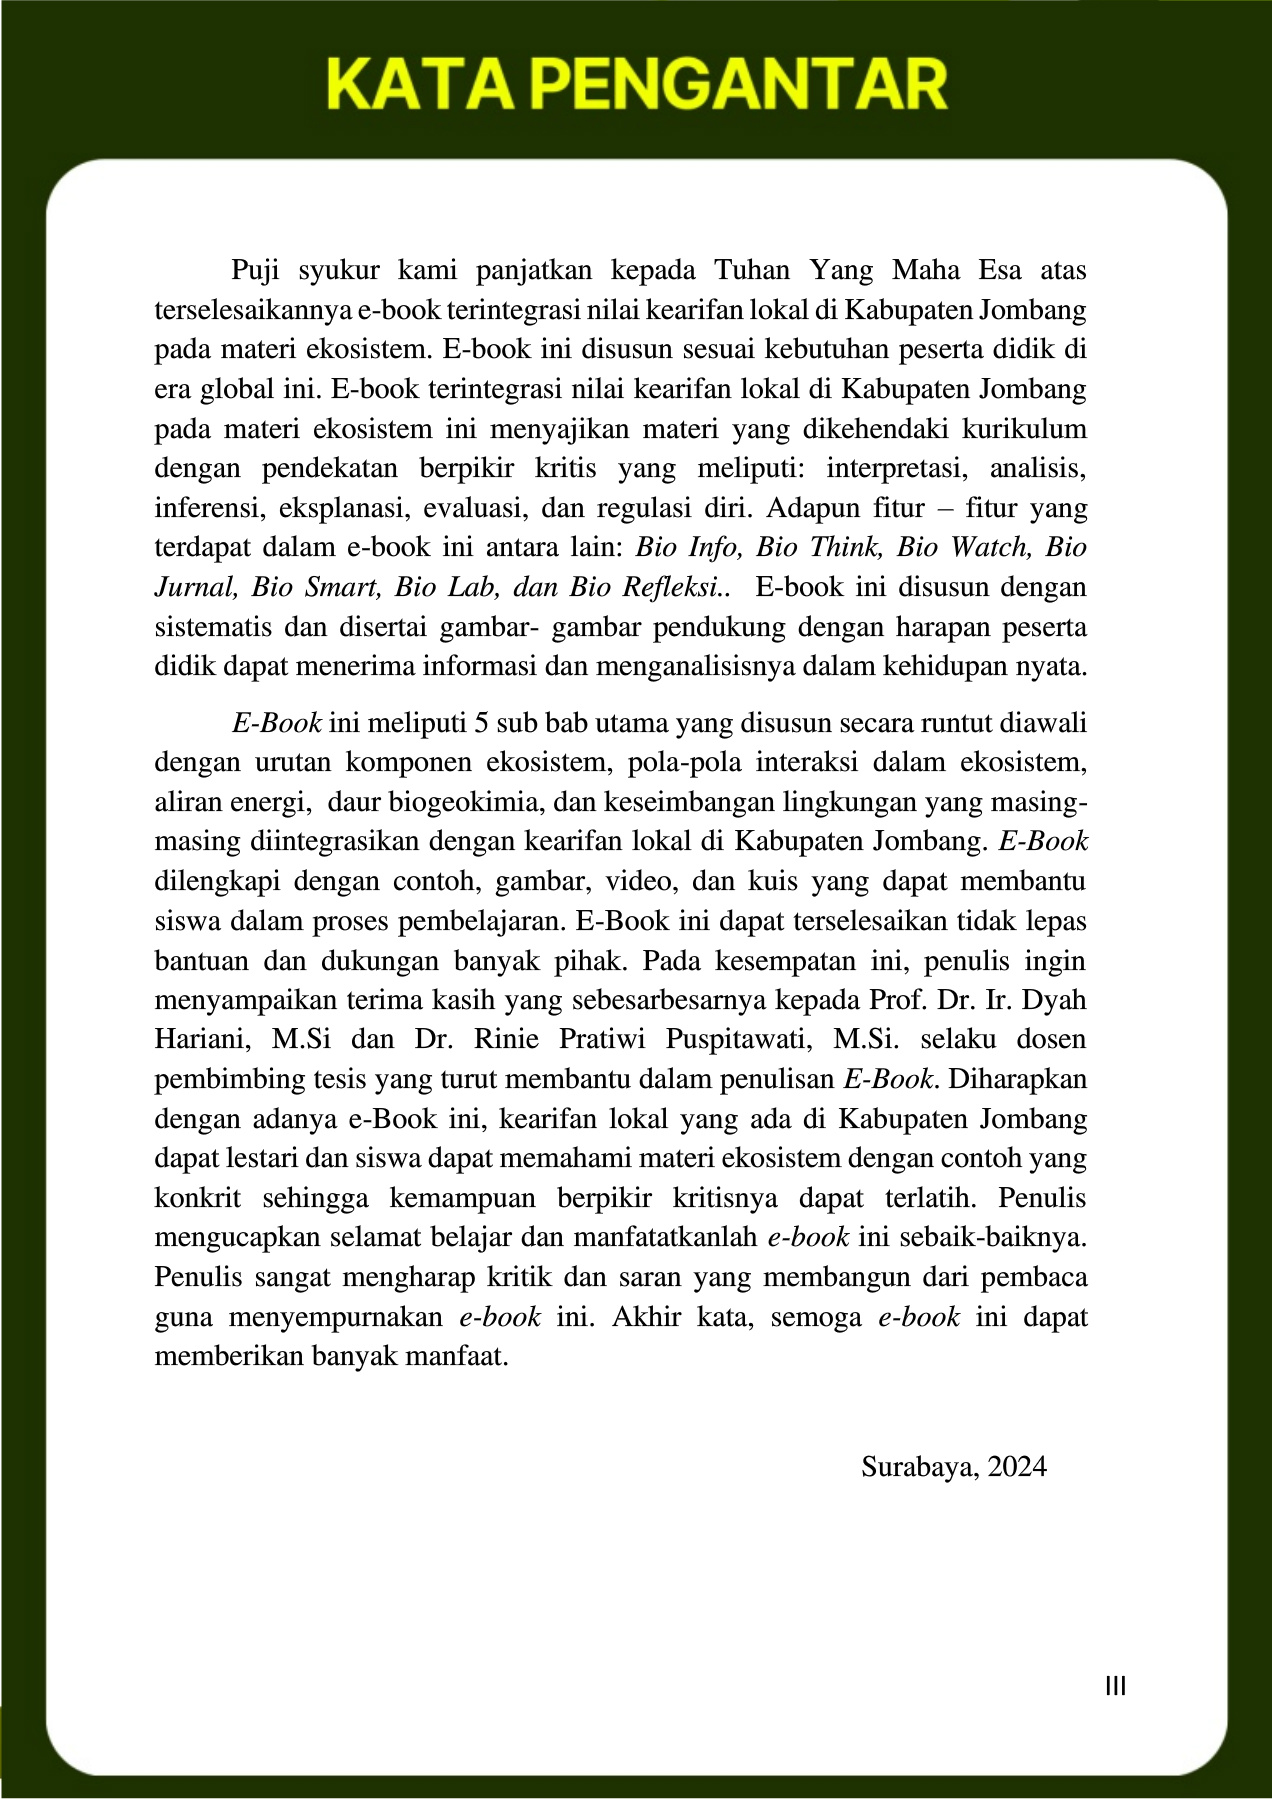 KATA PENGANTAR
Puji syukur kami panjatkan kepada Tuhan Yang Maha Esa atas
terselesaikannya e-book terintegrasi nilai kearifan lokal di Kabupaten Jombang
pada materi ekosistem. E-book ini disusun sesuai kebutuhan peserta didik di
era global ini. E-book terintegrasi nilai kearifan lokal di Kabupaten Jombang
pada materi ekosistem ini menyajikan materi yang dikehendaki kurikulum
dengan pendekatan berpikir kritis yang meliputi: interpretasi, analisis,
inferensi, eksplanasi, evaluasi, dan regulasi diri. Adapun fitur – fitur yang
terdapat dalam e-book ini antara lain: Bio Info, Bio Think, Bio Watch, Bio
Jurnal, Bio Smart, Bio Lab, dan Bio Refleksi.. E-book ini disusun dengan
sistematis dan disertai gambar- gambar pendukung dengan harapan peserta
didik dapat menerima informasi dan menganalisisnya dalam kehidupan nyata.
E-Book ini meliputi 5 sub bab utama yang disusun secara runtut diawali
dengan urutan komponen ekosistem, pola-pola interaksi dalam ekosistem,
aliran energi, daur biogeokimia, dan keseimbangan lingkungan yang masing-
masing diintegrasikan dengan kearifan lokal di Kabupaten Jombang. E-Book
dilengkapi dengan contoh, gambar, video, dan kuis yang dapat membantu
siswa dalam proses pembelajaran. E-Book ini dapat terselesaikan tidak lepas
bantuan dan dukungan banyak pihak. Pada kesempatan ini, penulis ingin
menyampaikan terima kasih yang sebesarbesarnya kepada Prof. Dr. Ir. Dyah
Hariani, M.Si dan Dr. Rinie Pratiwi Puspitawati, M.Si. selaku dosen
pembimbing tesis yang turut membantu dalam penulisan E-Book. Diharapkan
dengan adanya e-Book ini, kearifan lokal yang ada di Kabupaten Jombang
dapat lestari dan siswa dapat memahami materi ekosistem dengan contoh yang
konkrit sehingga kemampuan berpikir kritisnya dapat terlatih. Penulis
mengucapkan selamat belajar dan manfatatkanlah e-book ini sebaik-baiknya.
Penulis sangat mengharap kritik dan saran yang membangun dari pembaca
guna menyempurnakan e-book ini. Akhir kata, semoga e-book ini dapat
memberikan banyak manfaat.
Surabaya, 2024
III